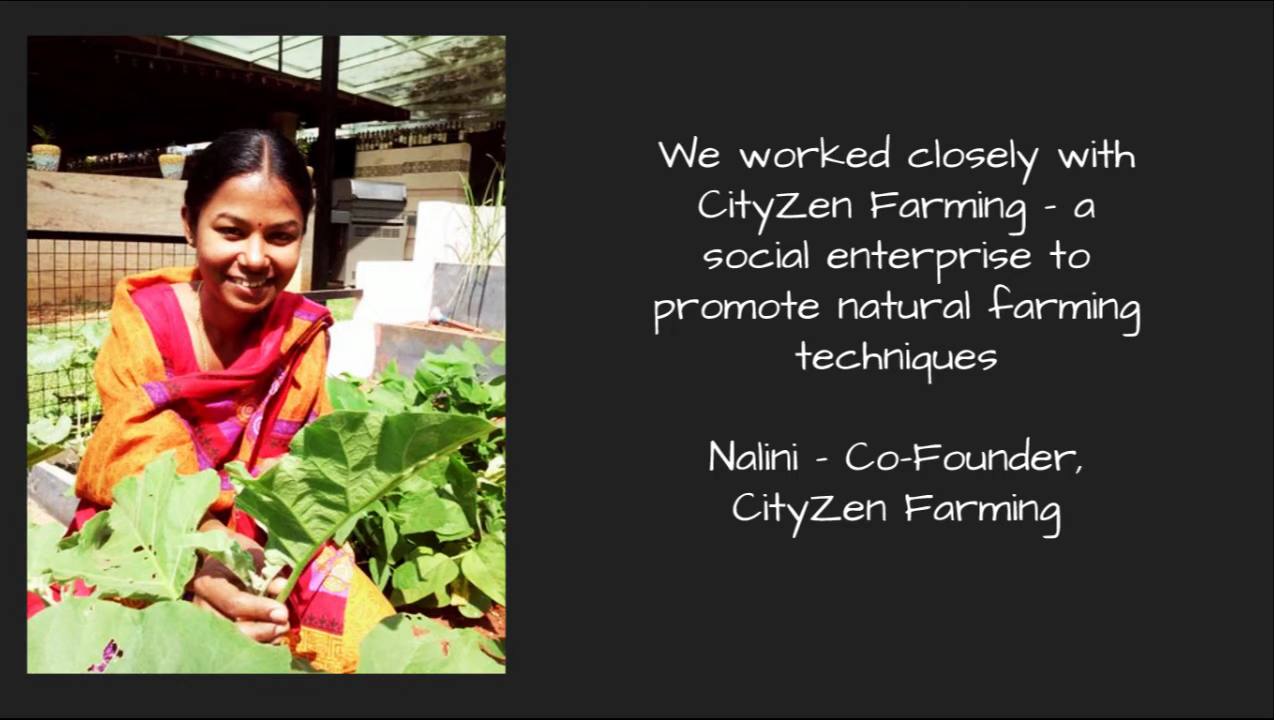 We worked closely with
CityZen Farming - a
social enterprise to
promote natural farming
techniques
Nalini - Co-Founder,
CityZen Farming